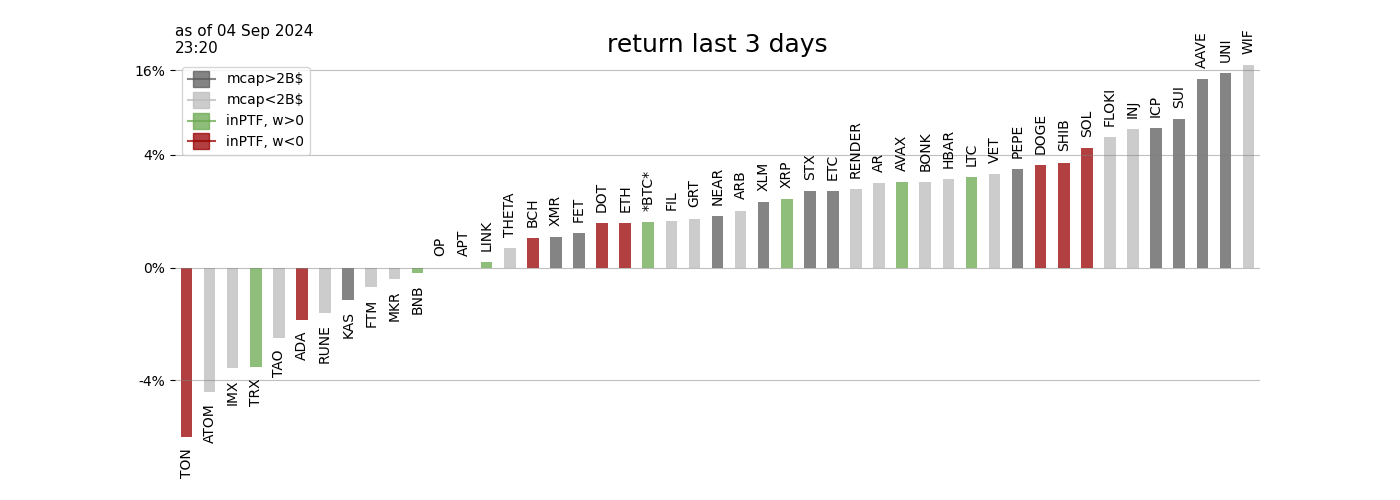 as of 04 Sep 2024
23:20
return last 3 days
mcap>2B$
mcap<2B$
inPTF, w>0
inPTF, w<0
16%
4%
0%
-4%
TON
ATOM
IMX
TRX
TAO
ADA
RUNE
KAS
FTM
MKR
BNB
OP
APT
LINK
THETA
BCH
XMR
FET
DOT
ETH
*BTC*
FIL
GRT
NEAR
ARB
XLM
XRP
STX
ETC
RENDER
AR
AVAX
BONK
HBAR
LTC
VET
PEPE
DOGE
SHIB
SOL
FLOKI
INJ
ICP
SUI
AAVE
UNI
WIF